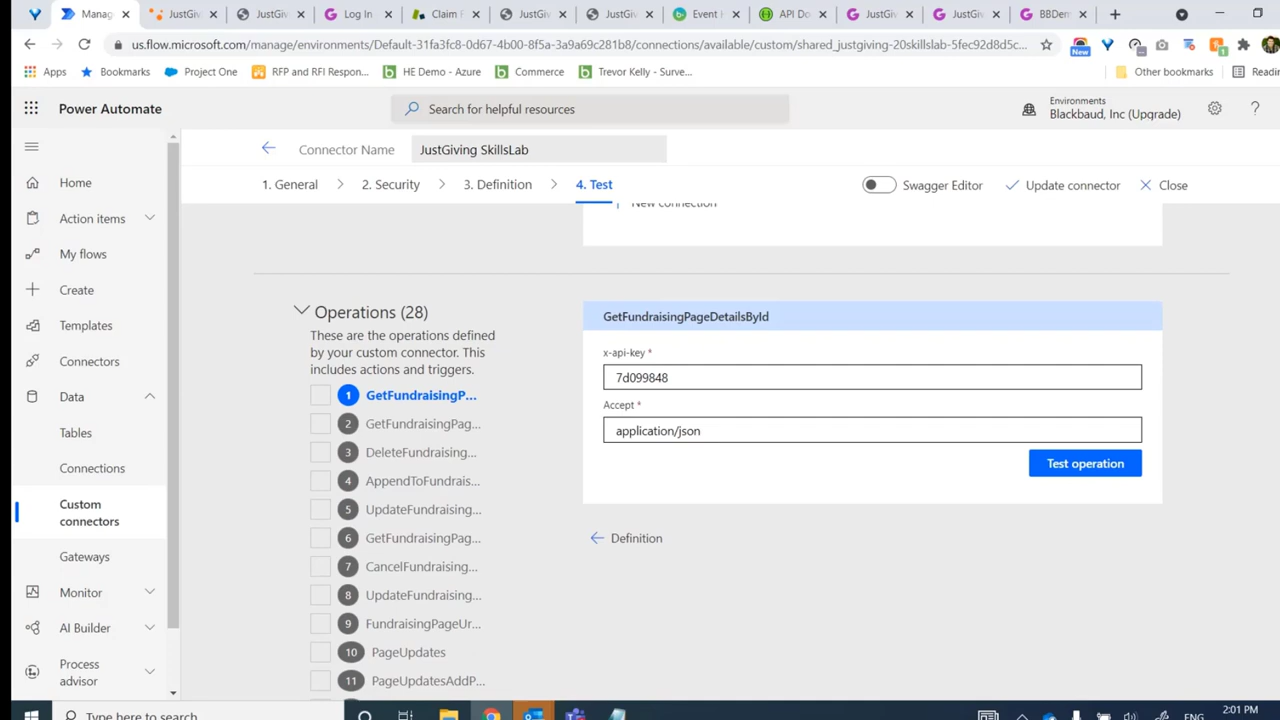 Manag
JustGivi
JustGiv
Log In
Claim F
JustGiv
JustGiv
Event H
API Do
JustGiv
JustGiv
BBDem
us.flow.microsoft.com/manage/environments/Default-31fa3fc8-0d67-4b00-8f5a-3a9a69c281b8/connections/available/custom/shared_justgiving-20skillslab-5fec92d8d5c...
New
1
Apps
Bookmarks
Project One
RFP and RFI Respon...
HE Demo - Azure
Commerce
Trevor Kelly - Surve...
Other bookmarks
Readin
Power Automate
Search for helpful resources
Environments
Blackbaud, Inc (Upgrade)
?
Connector Name
JustGiving SkillsLab
1. General
2. Security
3. Definition
4. Test
Swagger Editor
Update connector
Close
New connection
Home
Action items
My flows
Create
Templates
Connectors
Data
Tables
Connections
Custom
connectors
Gateways
Monitor
AI Builder
Process
advisor
Operations (28)
These are the operations defined
by your custom connector. This
includes actions and triggers.
1 GetFundraisingP...
2 GetFundraisingPag...
3 DeleteFundraising...
4 AppendToFundrais...
5 UpdateFundraising...
6 GetFundraisingPag...
7 CancelFundraising...
8 UpdateFundraising...
9 FundraisingPageUr...
10 PageUpdates
11 PageUpdatesAddP...
GetFundraisingPageDetailsById
x-api-key *
7d099848
Accept *
application/json
Test operation
Definition
Type here to search
ENG
2:01 PM